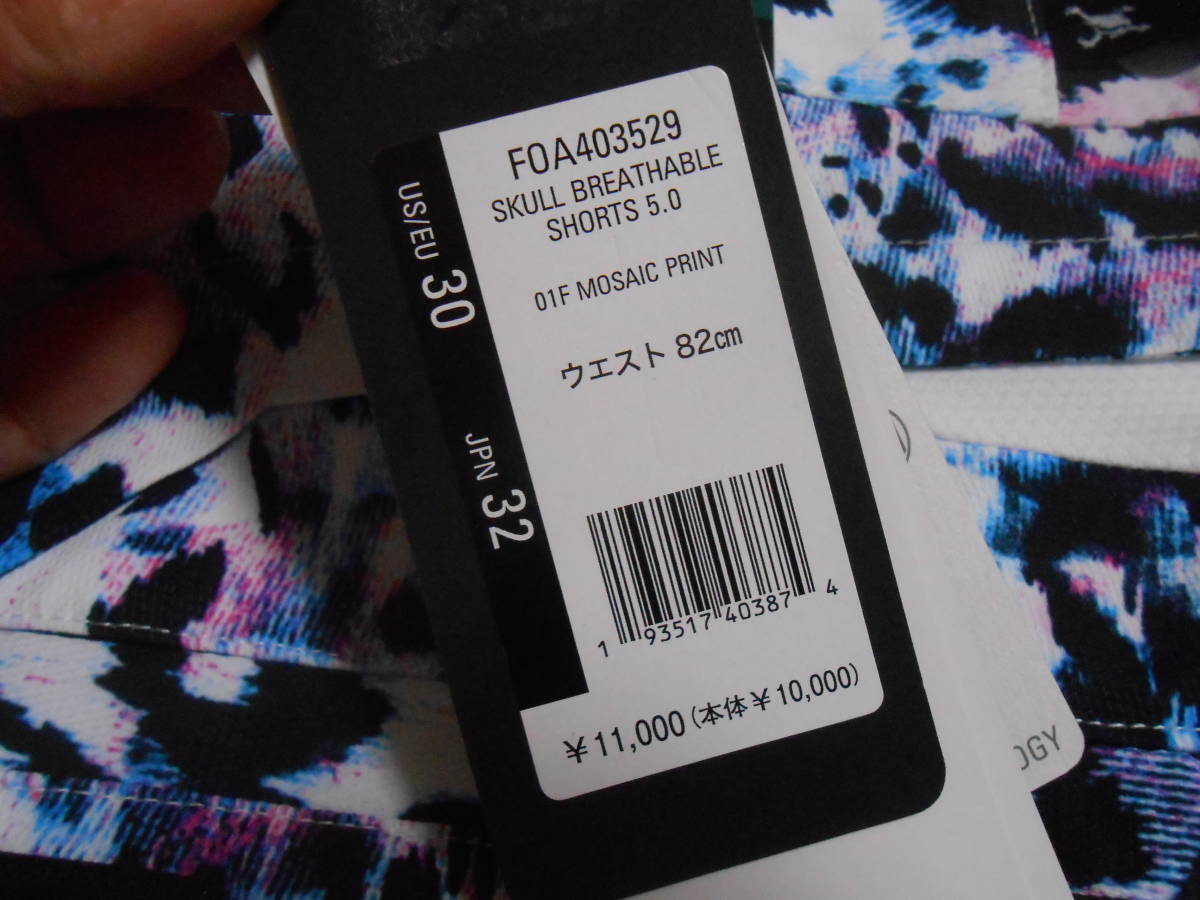 FOA403529
SKULL BREATHABLE
SHORTS 5.0
01F MOSAIC PRINT
ウエスト 82cm
US/EU 30
JPN 32
1 93517 40387 4
¥11,000(本体¥10,000)
OGY